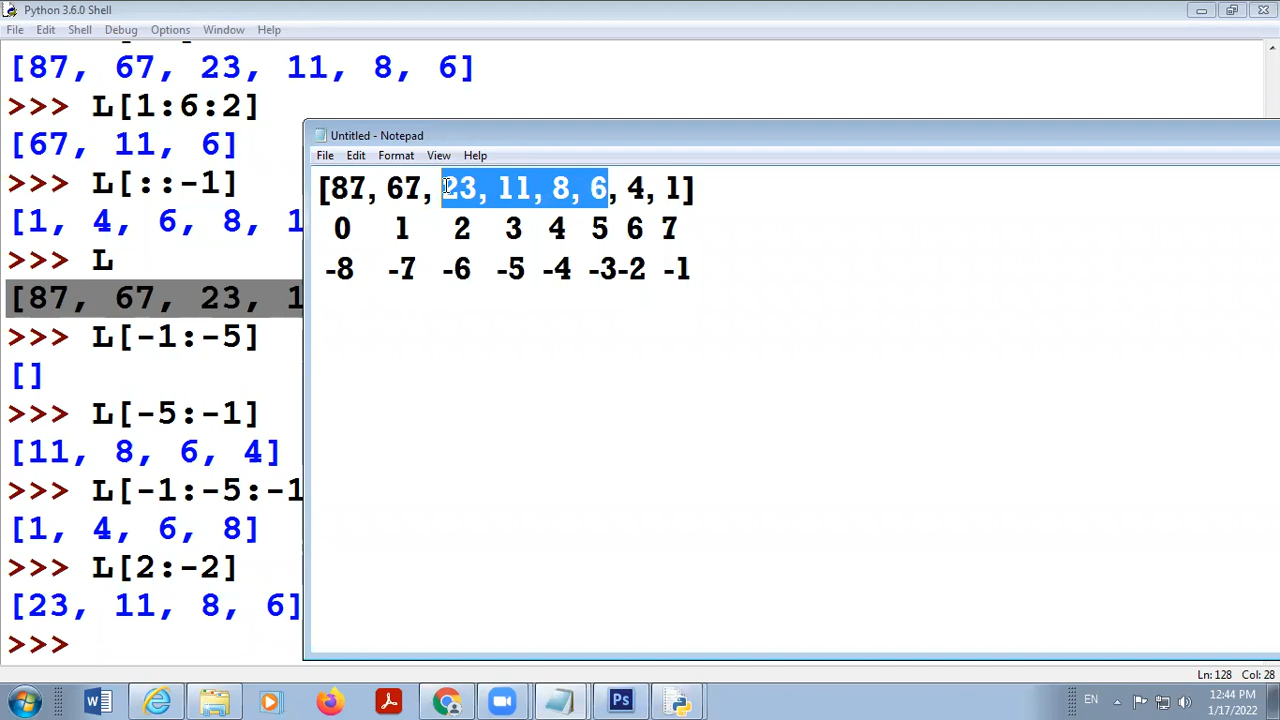 Python 3.6.0 Shell
File Edit Shell Debug Options Window Help
[87, 67, 23, 11, 8, 6]
>>> L[1:6:2]
[67, 11, 6]
>>> L[::-1]
[1, 4, 6, 8, 1
>>> L
[87, 67, 23, 1
>>> L[-1:-5]
[]
>>> L[-5:-1]
[11, 8, 6, 4]
>>> L[-1:-5:-1
[1, 4, 6, 8]
>>> L[2:-2]
[23, 11, 8, 6]
>>>
Untitled - Notepad
File Edit Format View Help
[87, 67, 23, 11, 8, 6, 4, 1]
0 1 2 3 4 5 6 7
-8 -7 -6 -5 -4 -3-2 -1
Ln: 128 Col: 28
W
Ps
EN
12:44 PM
1/17/2022